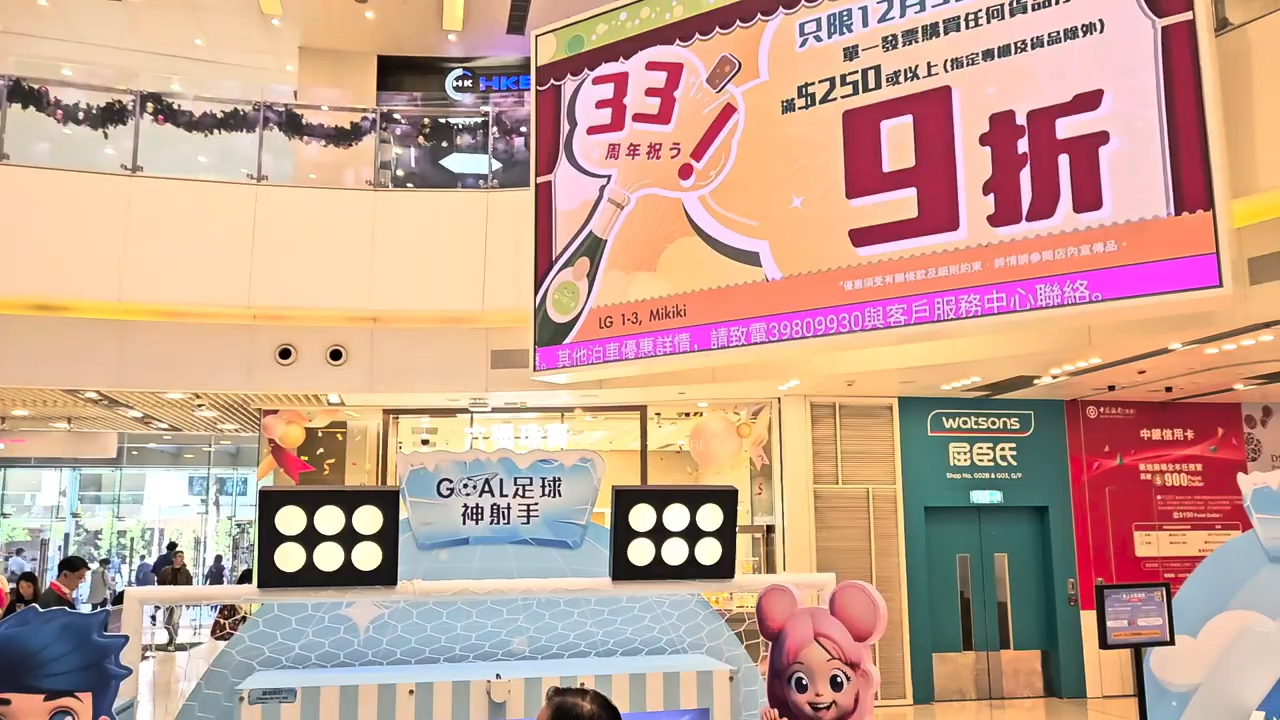 只限12月
單一發票購買任何貨品
滿$250或以上(指定專櫃及貨品除外)
9折
33!
周年祝う
*優惠須受有關條款及細則約束，詳情請參閱店內宣傳品。
LG 1-3, Mikiki
其他泊車優惠詳情，請致電39809930與客戶服務中心聯絡。
HK
GOAL足球
神射手
watsons
屈臣氏
Shop No. G02B & G03, G/F
中銀信用卡
$900